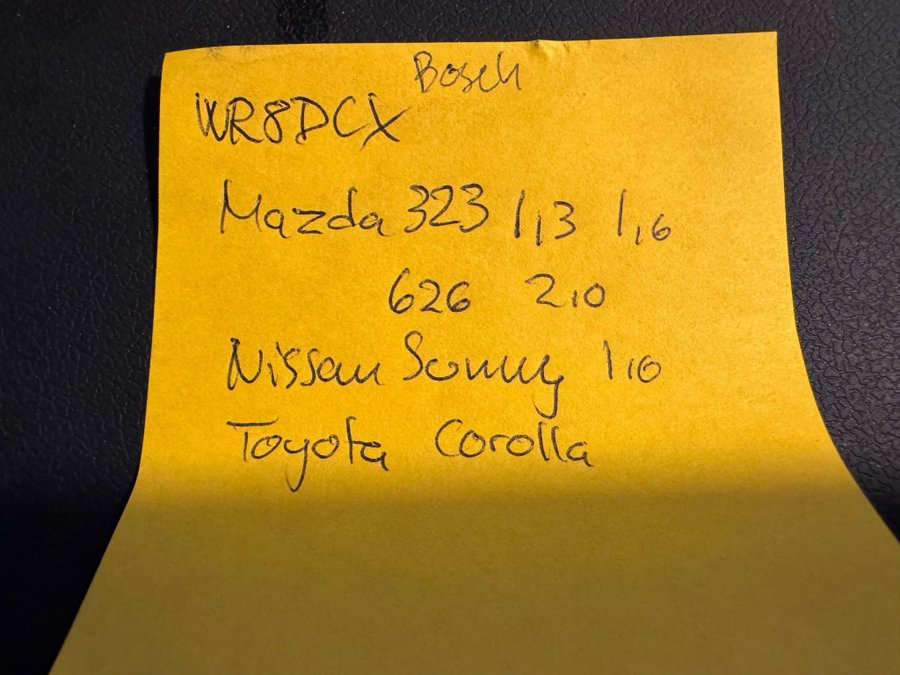 Bosch
WR8DCX
Mazda 323 1,3 1,6
626 2,0
Nissan Sunny 1,0
Toyota Corolla